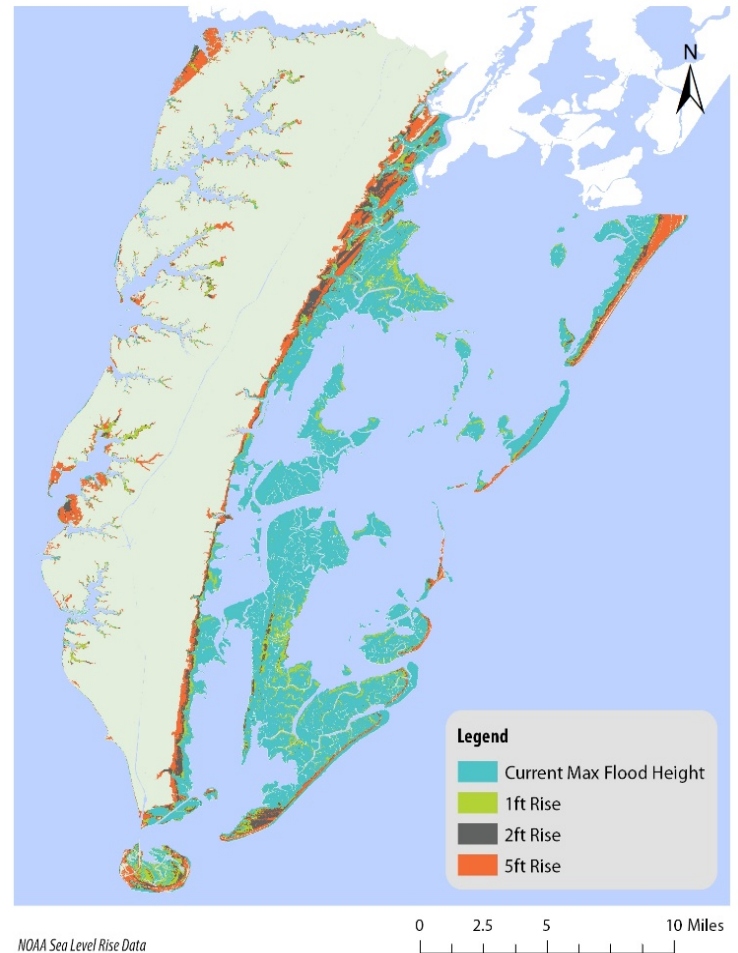 N
Legend
Current Max Flood Height
1ft Rise
2ft Rise
5ft Rise
0 2.5 5 10 Miles
NOAA Sea Level Rise Data